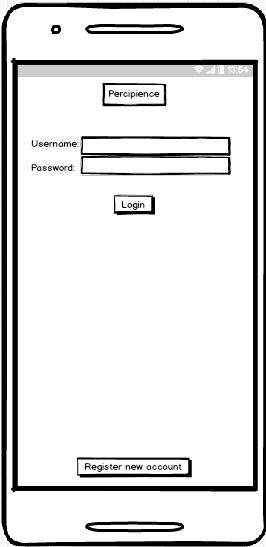 13:54
Percipience
Username:
Password:
Login
Register new account